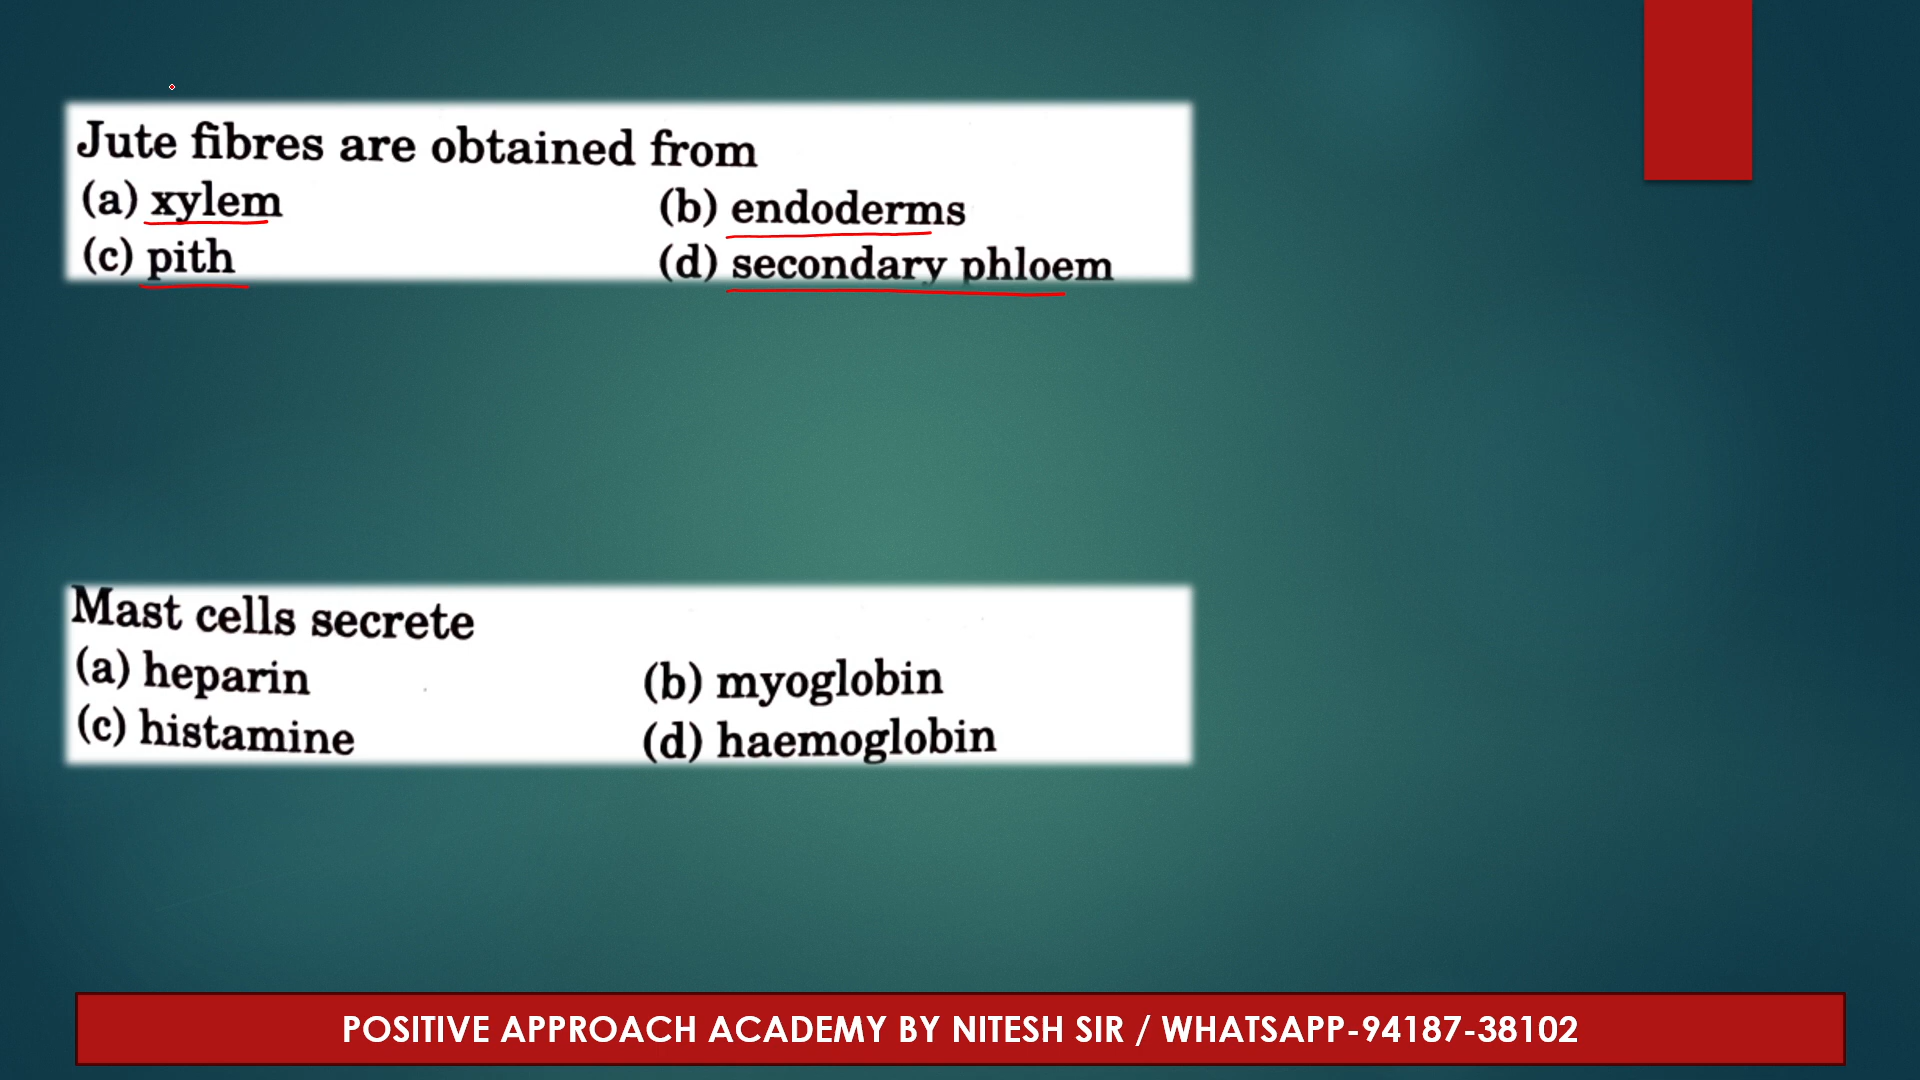 Jute fibres are obtained from
(a) xylem (b) endoderms
(c) pith (d) secondary phloem
Mast cells secrete
(a) heparin (b) myoglobin
(c) histamine (d) haemoglobin
POSITIVE APPROACH ACADEMY BY NITESH SIR / WHATSAPP-94187-38102